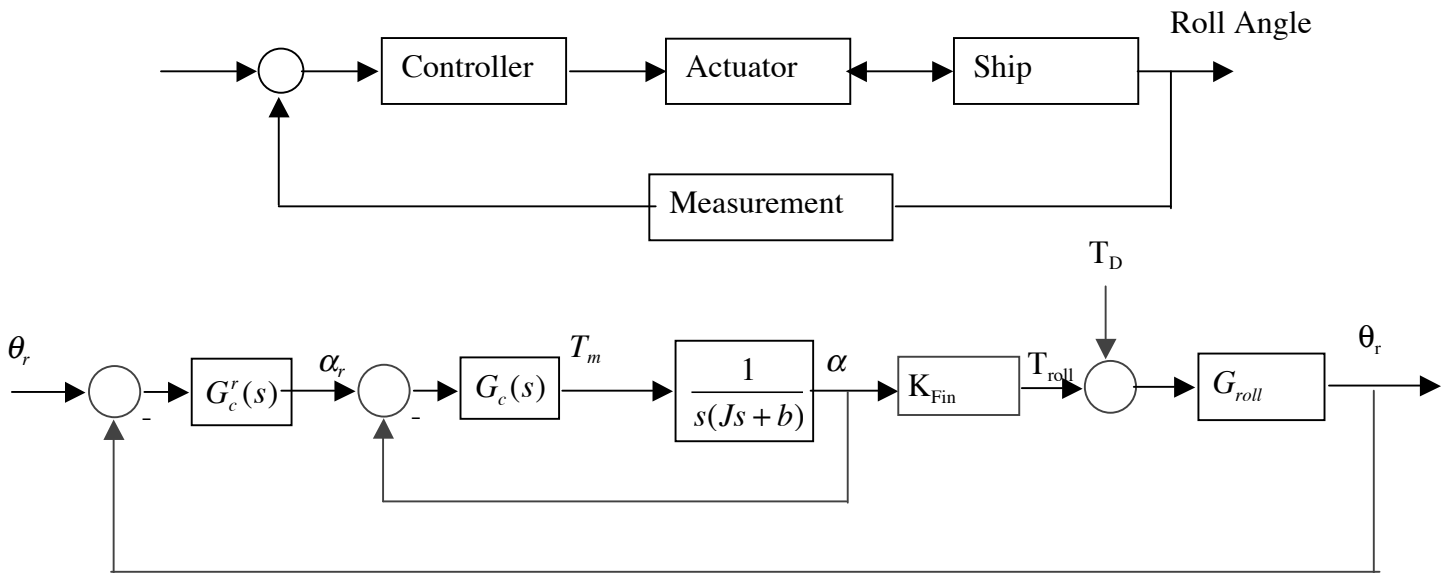 Roll Angle
Controller
Actuator
Ship
Measurement
T_D
θ_r
G_c^r(s)
α_r
G_c(s)
T_m
1
s(Js + b)
α
K_Fin
T_roll
G_roll
θ_r
-
-